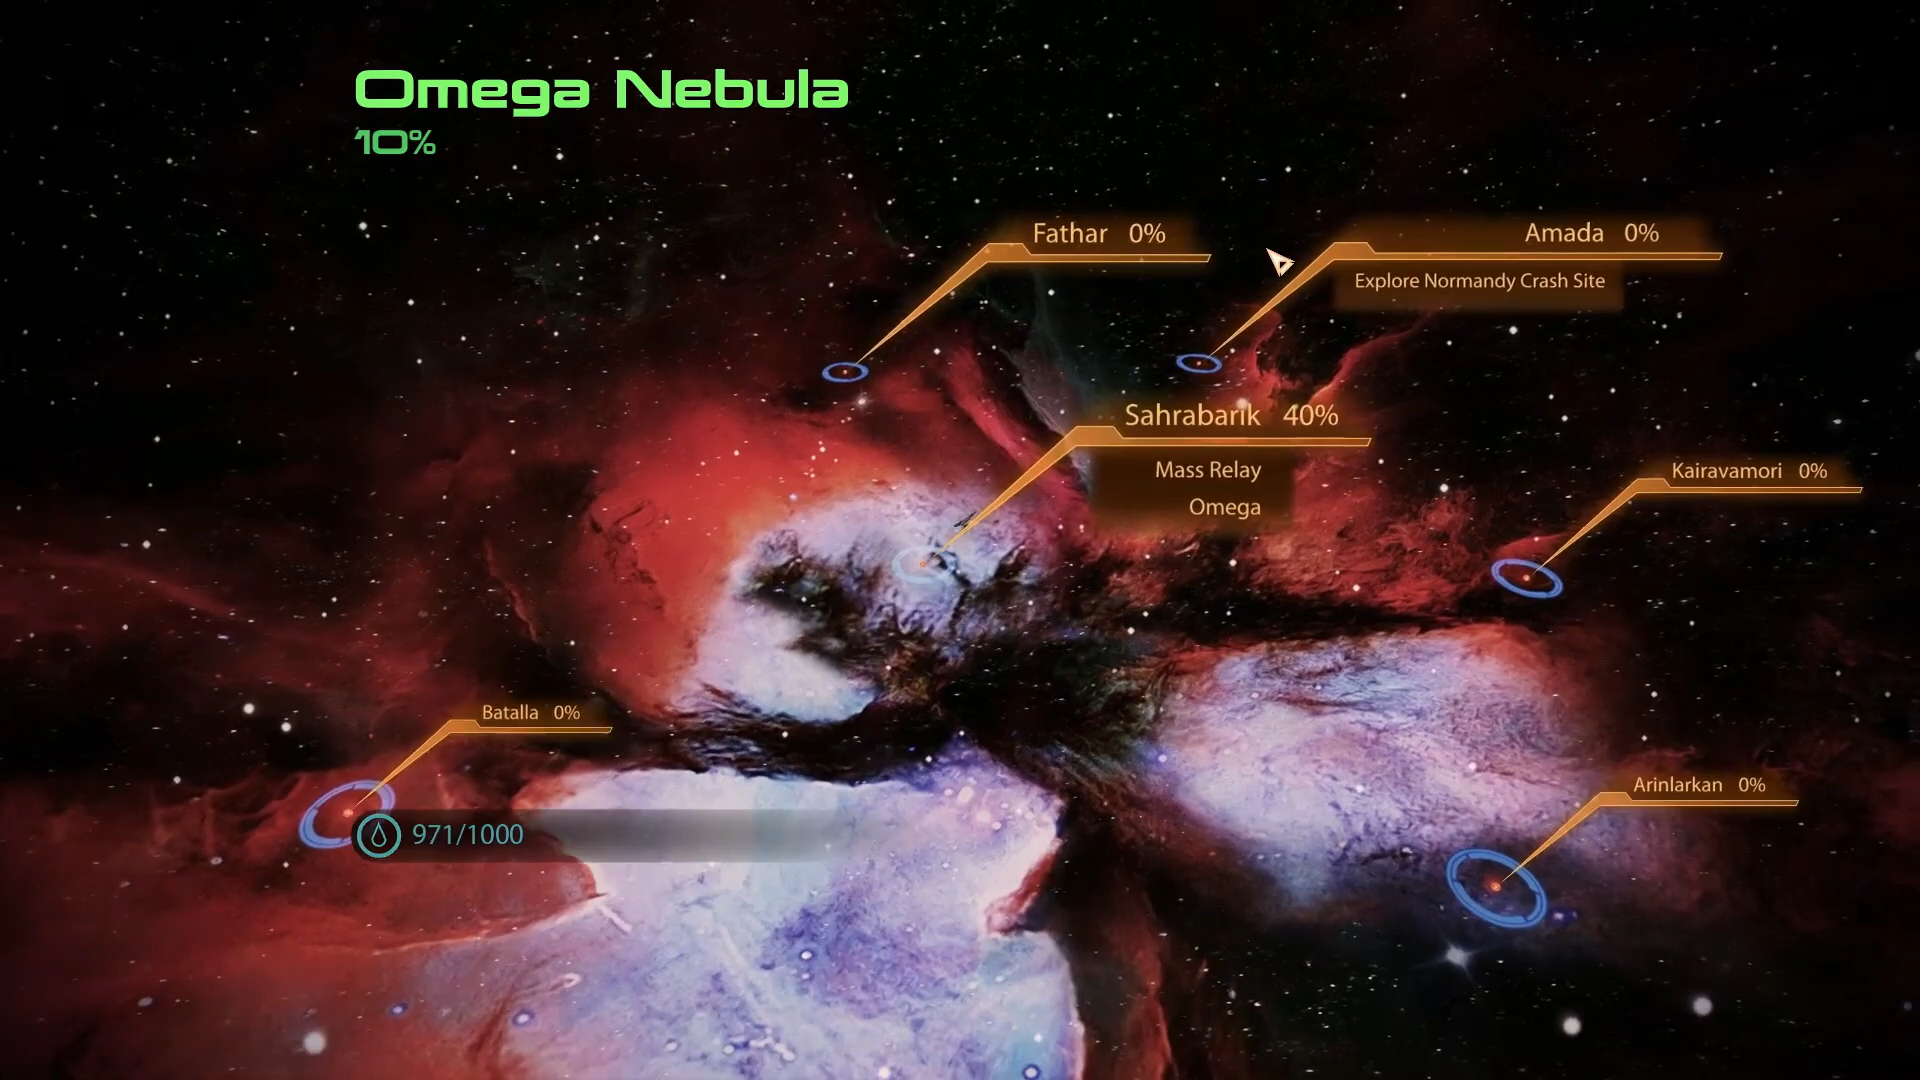 Omega Nebula
10%
Fathar 0%
Amada 0%
Explore Normandy Crash Site
Sahrabarik 40%
Mass Relay
Omega
Kairavamori 0%
Batalla 0%
Arinlarkan 0%
971/1000